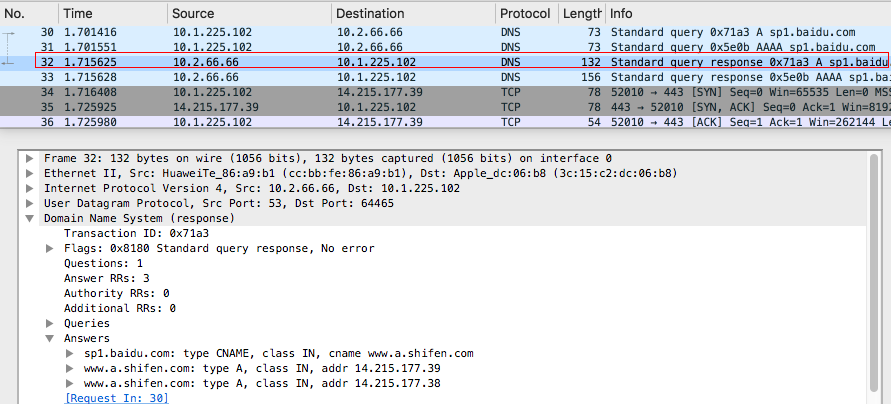 No. Time Source Destination Protocol Length Info
30 1.701416 10.1.225.102 10.2.66.66 DNS 73 Standard query 0x71a3 A sp1.baidu.com
31 1.701551 10.1.225.102 10.2.66.66 DNS 73 Standard query 0x5e0b AAAA sp1.baidu.com
32 1.715625 10.2.66.66 10.1.225.102 DNS 132 Standard query response 0x71a3 A sp1.baidu
33 1.715628 10.2.66.66 10.1.225.102 DNS 156 Standard query response 0x5e0b AAAA sp1.bai
34 1.716408 10.1.225.102 14.215.177.39 TCP 78 52010 → 443 [SYN] Seq=0 Win=65535 Len=0 MSS
35 1.725925 14.215.177.39 10.1.225.102 TCP 78 443 → 52010 [SYN, ACK] Seq=0 Ack=1 Win=8192
36 1.725980 10.1.225.102 14.215.177.39 TCP 54 52010 → 443 [ACK] Seq=1 Ack=1 Win=262144 Le
Frame 32: 132 bytes on wire (1056 bits), 132 bytes captured (1056 bits) on interface 0
Ethernet II, Src: HuaweiTe_86:a9:b1 (cc:bb:fe:86:a9:b1), Dst: Apple_dc:06:b8 (3c:15:c2:dc:06:b8)
Internet Protocol Version 4, Src: 10.2.66.66, Dst: 10.1.225.102
User Datagram Protocol, Src Port: 53, Dst Port: 64465
Domain Name System (response)
Transaction ID: 0x71a3
Flags: 0x8180 Standard query response, No error
Questions: 1
Answer RRs: 3
Authority RRs: 0
Additional RRs: 0
Queries
Answers
sp1.baidu.com: type CNAME, class IN, cname www.a.shifen.com
www.a.shifen.com: type A, class IN, addr 14.215.177.39
www.a.shifen.com: type A, class IN, addr 14.215.177.38
[Request In: 30]